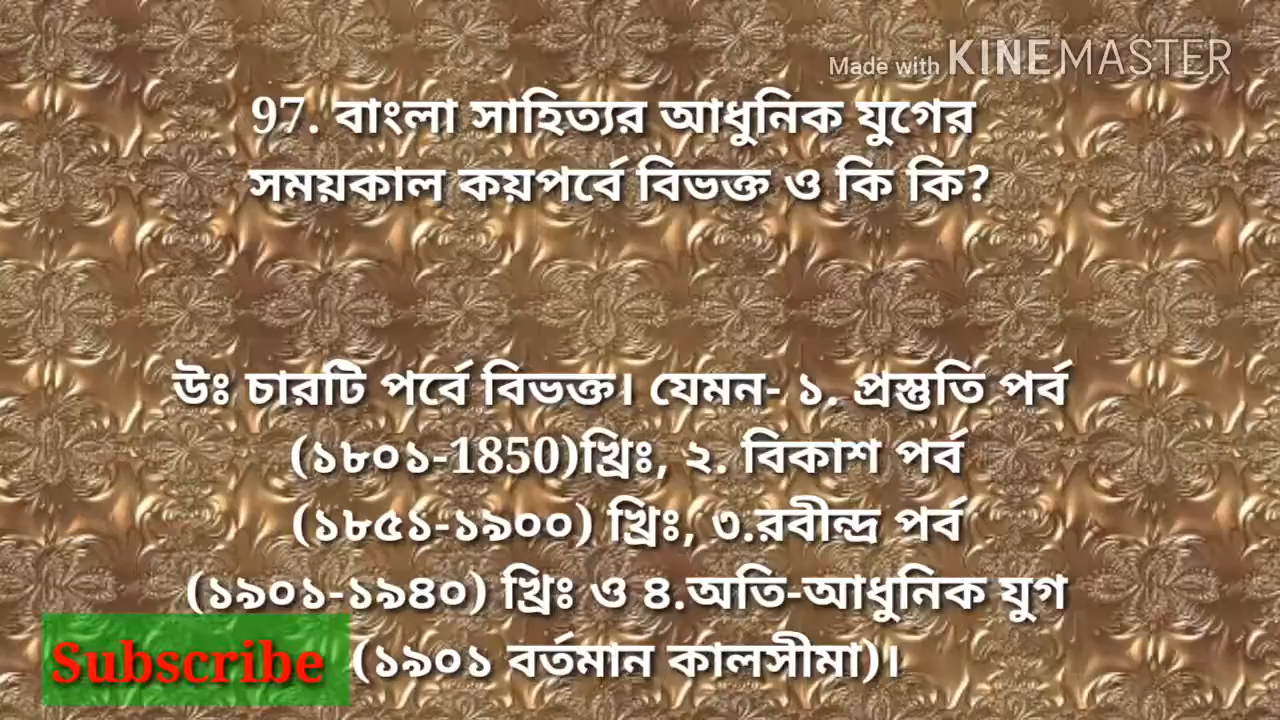 Made with KINEMASTER
97. বাংলা সাহিত্যর আধুনিক যুগের
সময়কাল কয়পর্বে বিভক্ত ও কি কি?
উঃ চারটি পর্বে বিভক্ত। যেমন- ১. প্রস্তুতি পর্ব
(১৮০১-1850)খ্রিঃ, ২. বিকাশ পর্ব
(১৮৫১-১৯০০) খ্রিঃ, ৩.রবীন্দ্র পর্ব
(১৯০১-১৯৪০) খ্রিঃ ও ৪.অতি-আধুনিক যুগ
(১৯০১ বর্তমান কালসীমা)।
Subscribe